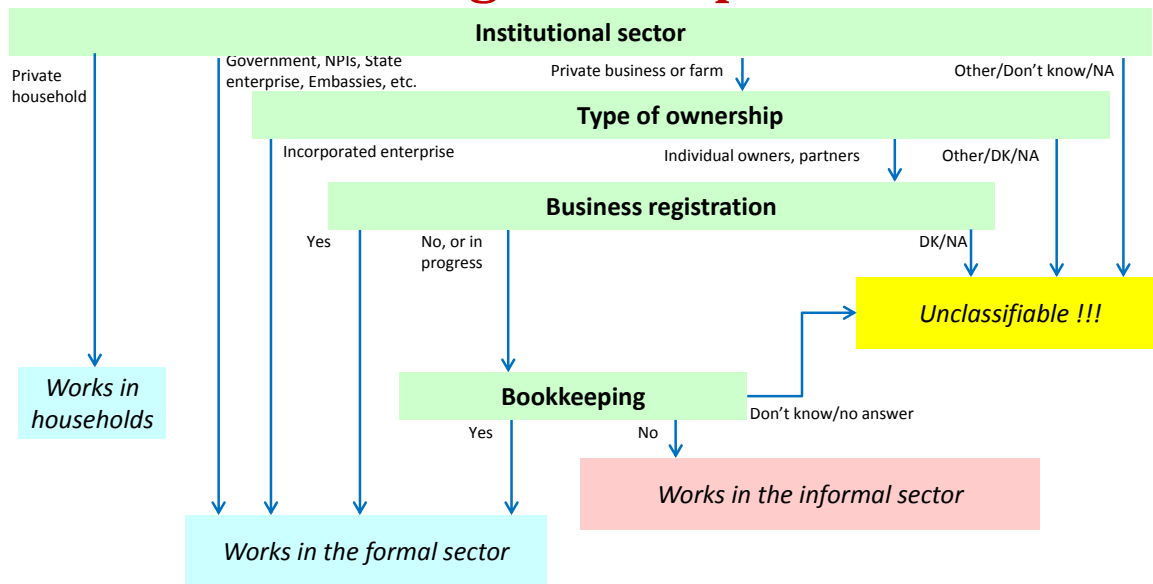 Institutional sector
Private
household
Government, NPIs, State
enterprise, Embassies, etc.
Private business or farm
Other/Don't know/NA
Type of ownership
Incorporated enterprise
Individual owners, partners
Other/DK/NA
Business registration
Yes
No, or in
progress
DK/NA
Unclassifiable !!!
Works in
households
Bookkeeping
Don't know/no answer
Yes
No
Works in the informal sector
Works in the formal sector